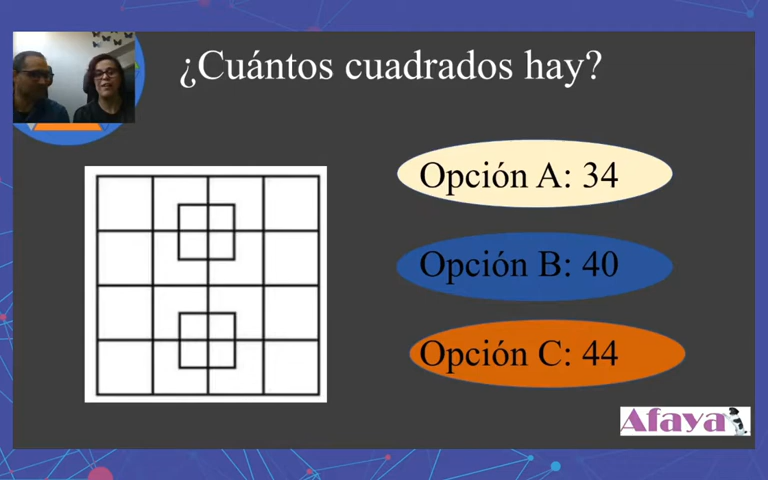 ¿Cuántos cuadrados hay?
Opción A: 34
Opción B: 40
Opción C: 44
Afaya